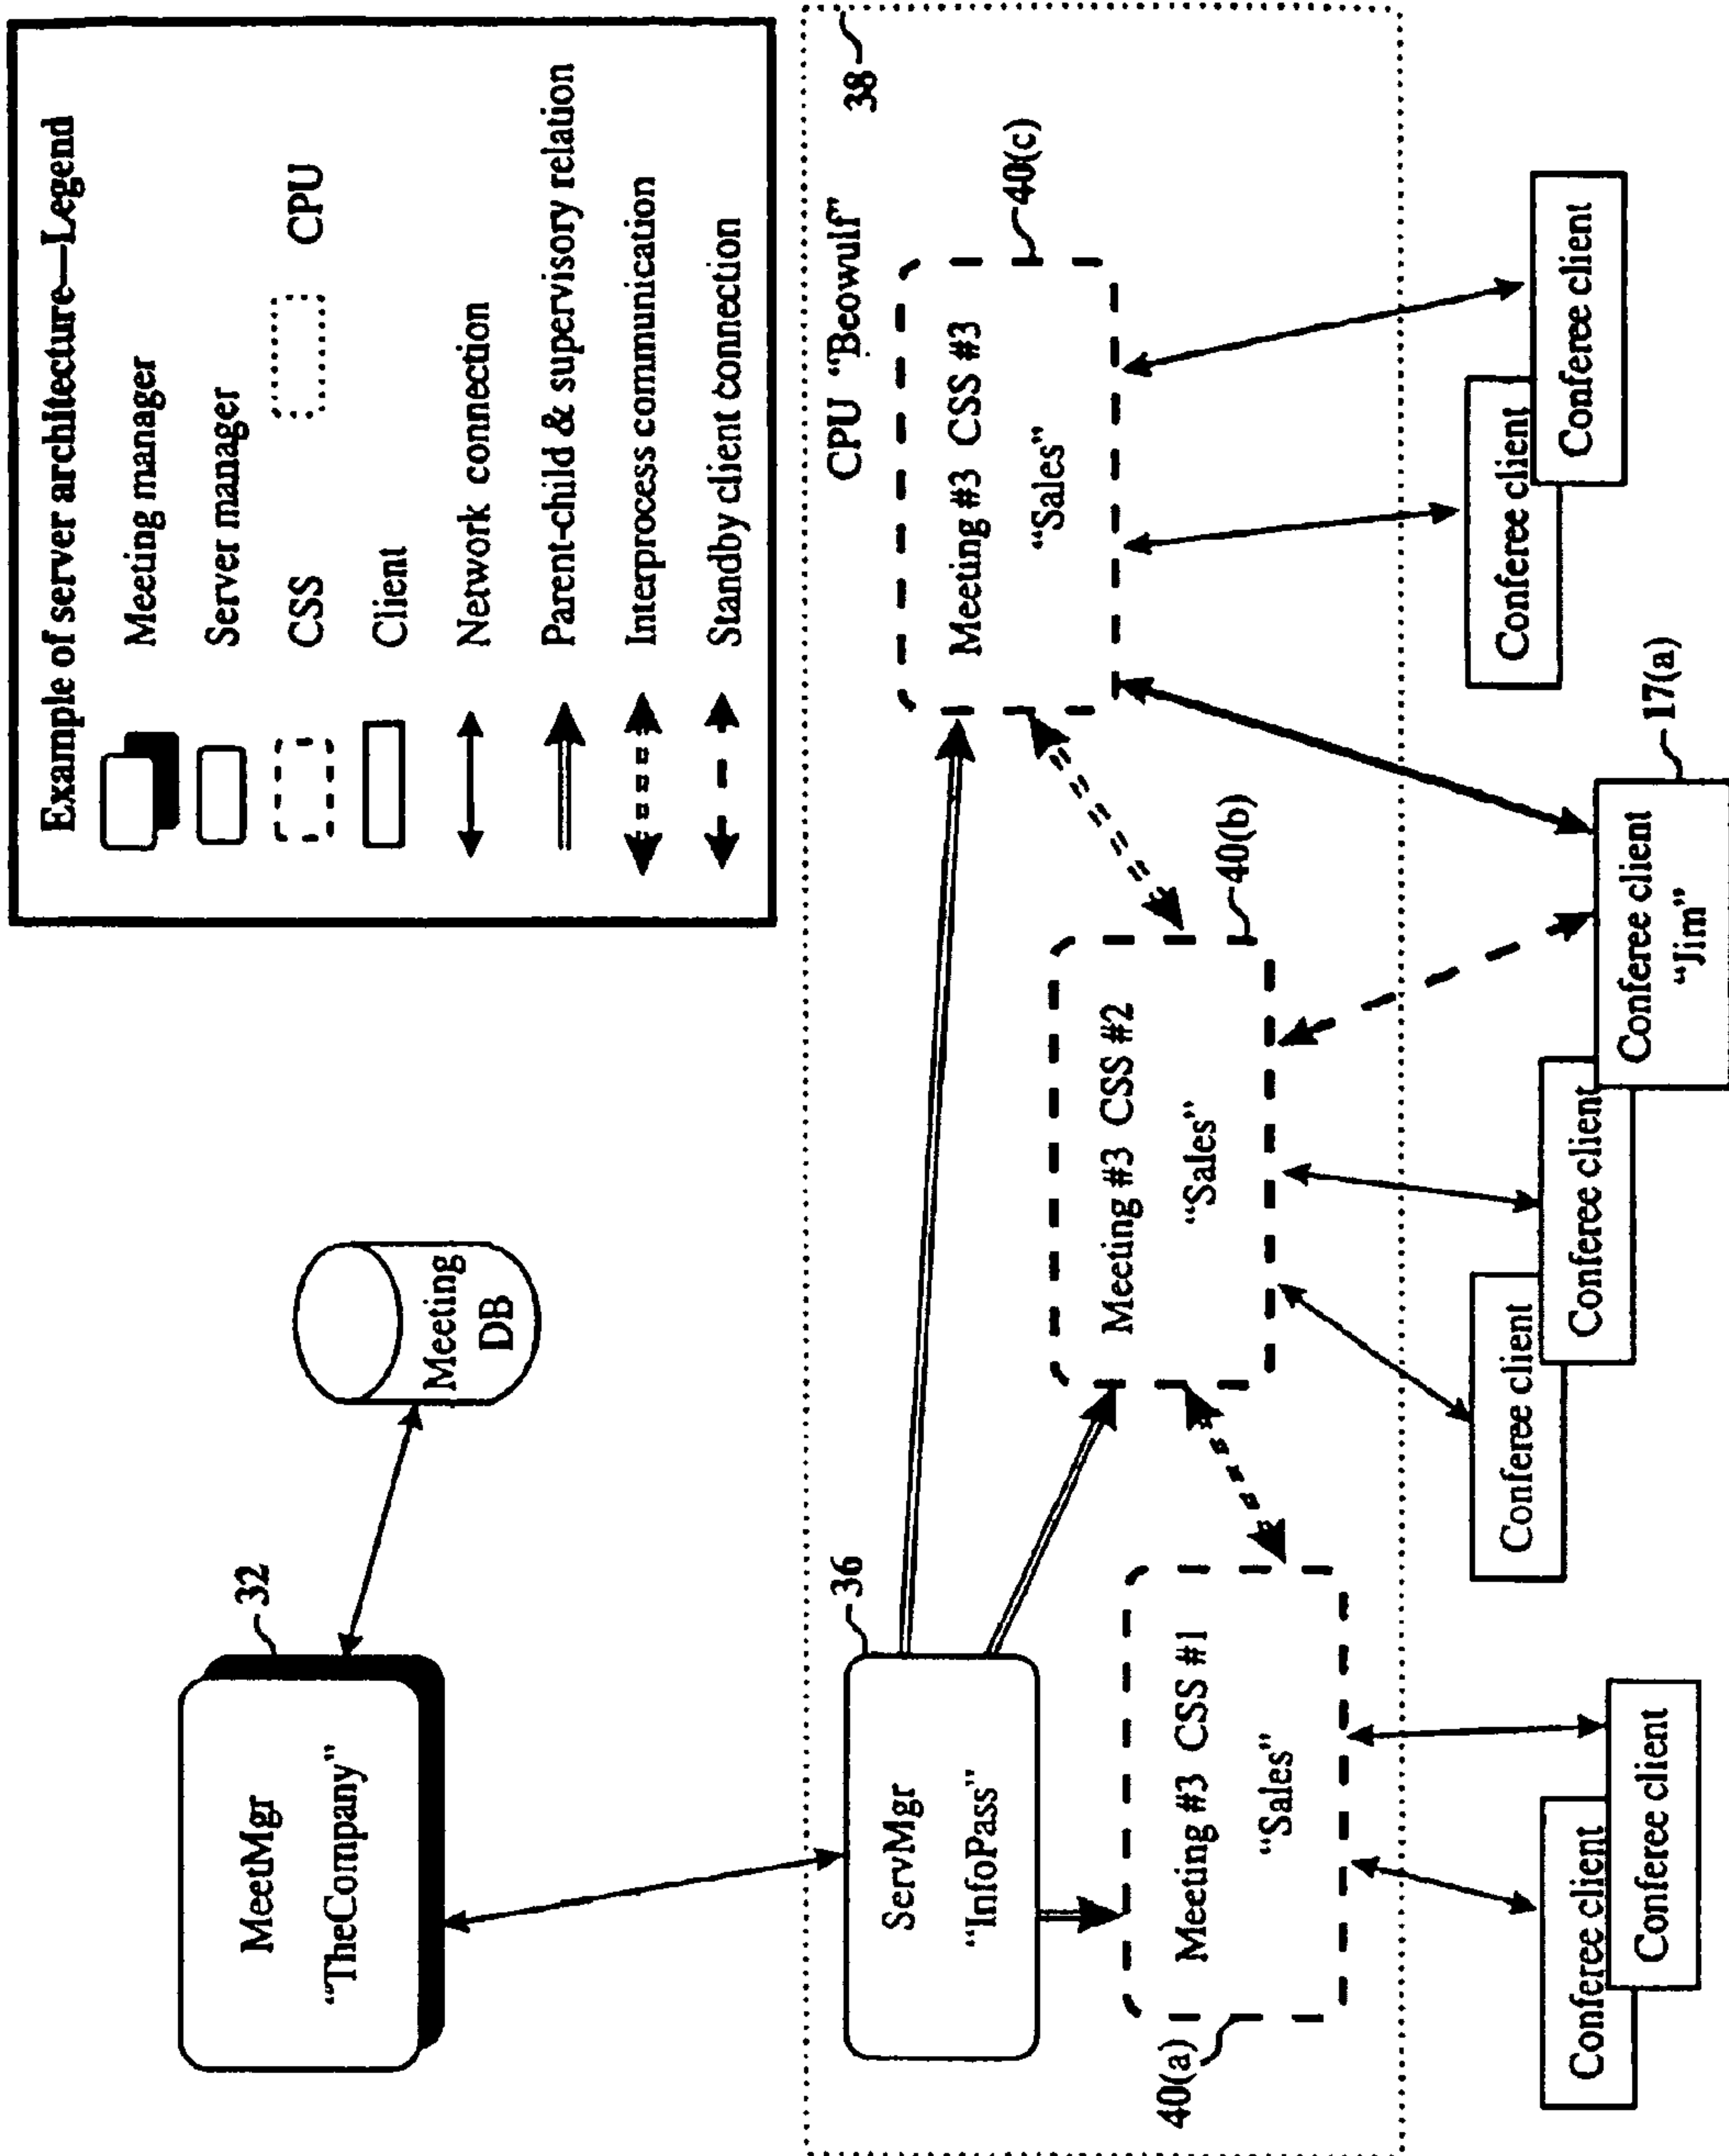 Example of server architecture—Legend
Meeting manager
Server manager
CSS
CPU
Client
Network connection
Parent-child & supervisory relation
Interprocess communication
Standby client connection
MeetMgr
“TheCompany”
32
Meeting
DB
CPU “Beowulf”
38
ServMgr
“InfoPass”
36
Meeting #3 CSS #1
“Sales”
40(a)
Meeting #3 CSS #2
“Sales”
40(b)
Meeting #3 CSS #3
“Sales”
40(c)
Conferee client
Conferee client
Conferee client
Conferee client
Conferee client
“Jim”
17(a)
Conferee client
Conferee client